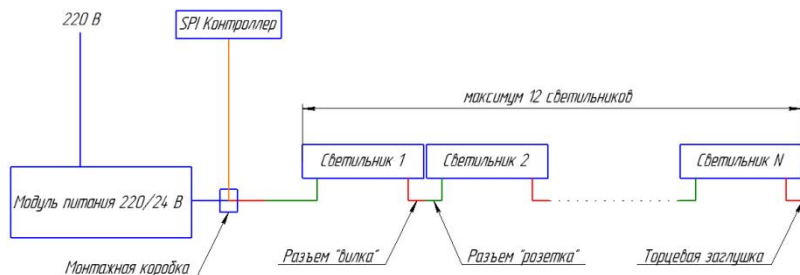 220 В
SPI Контроллер
максимум 12 светильников
Светильник 1
Светильник 2
Светильник N
Модуль питания 220/24 В
Разъем "вилка"
Разъем "розетка"
Торцевая заглушка
Монтажная коробка